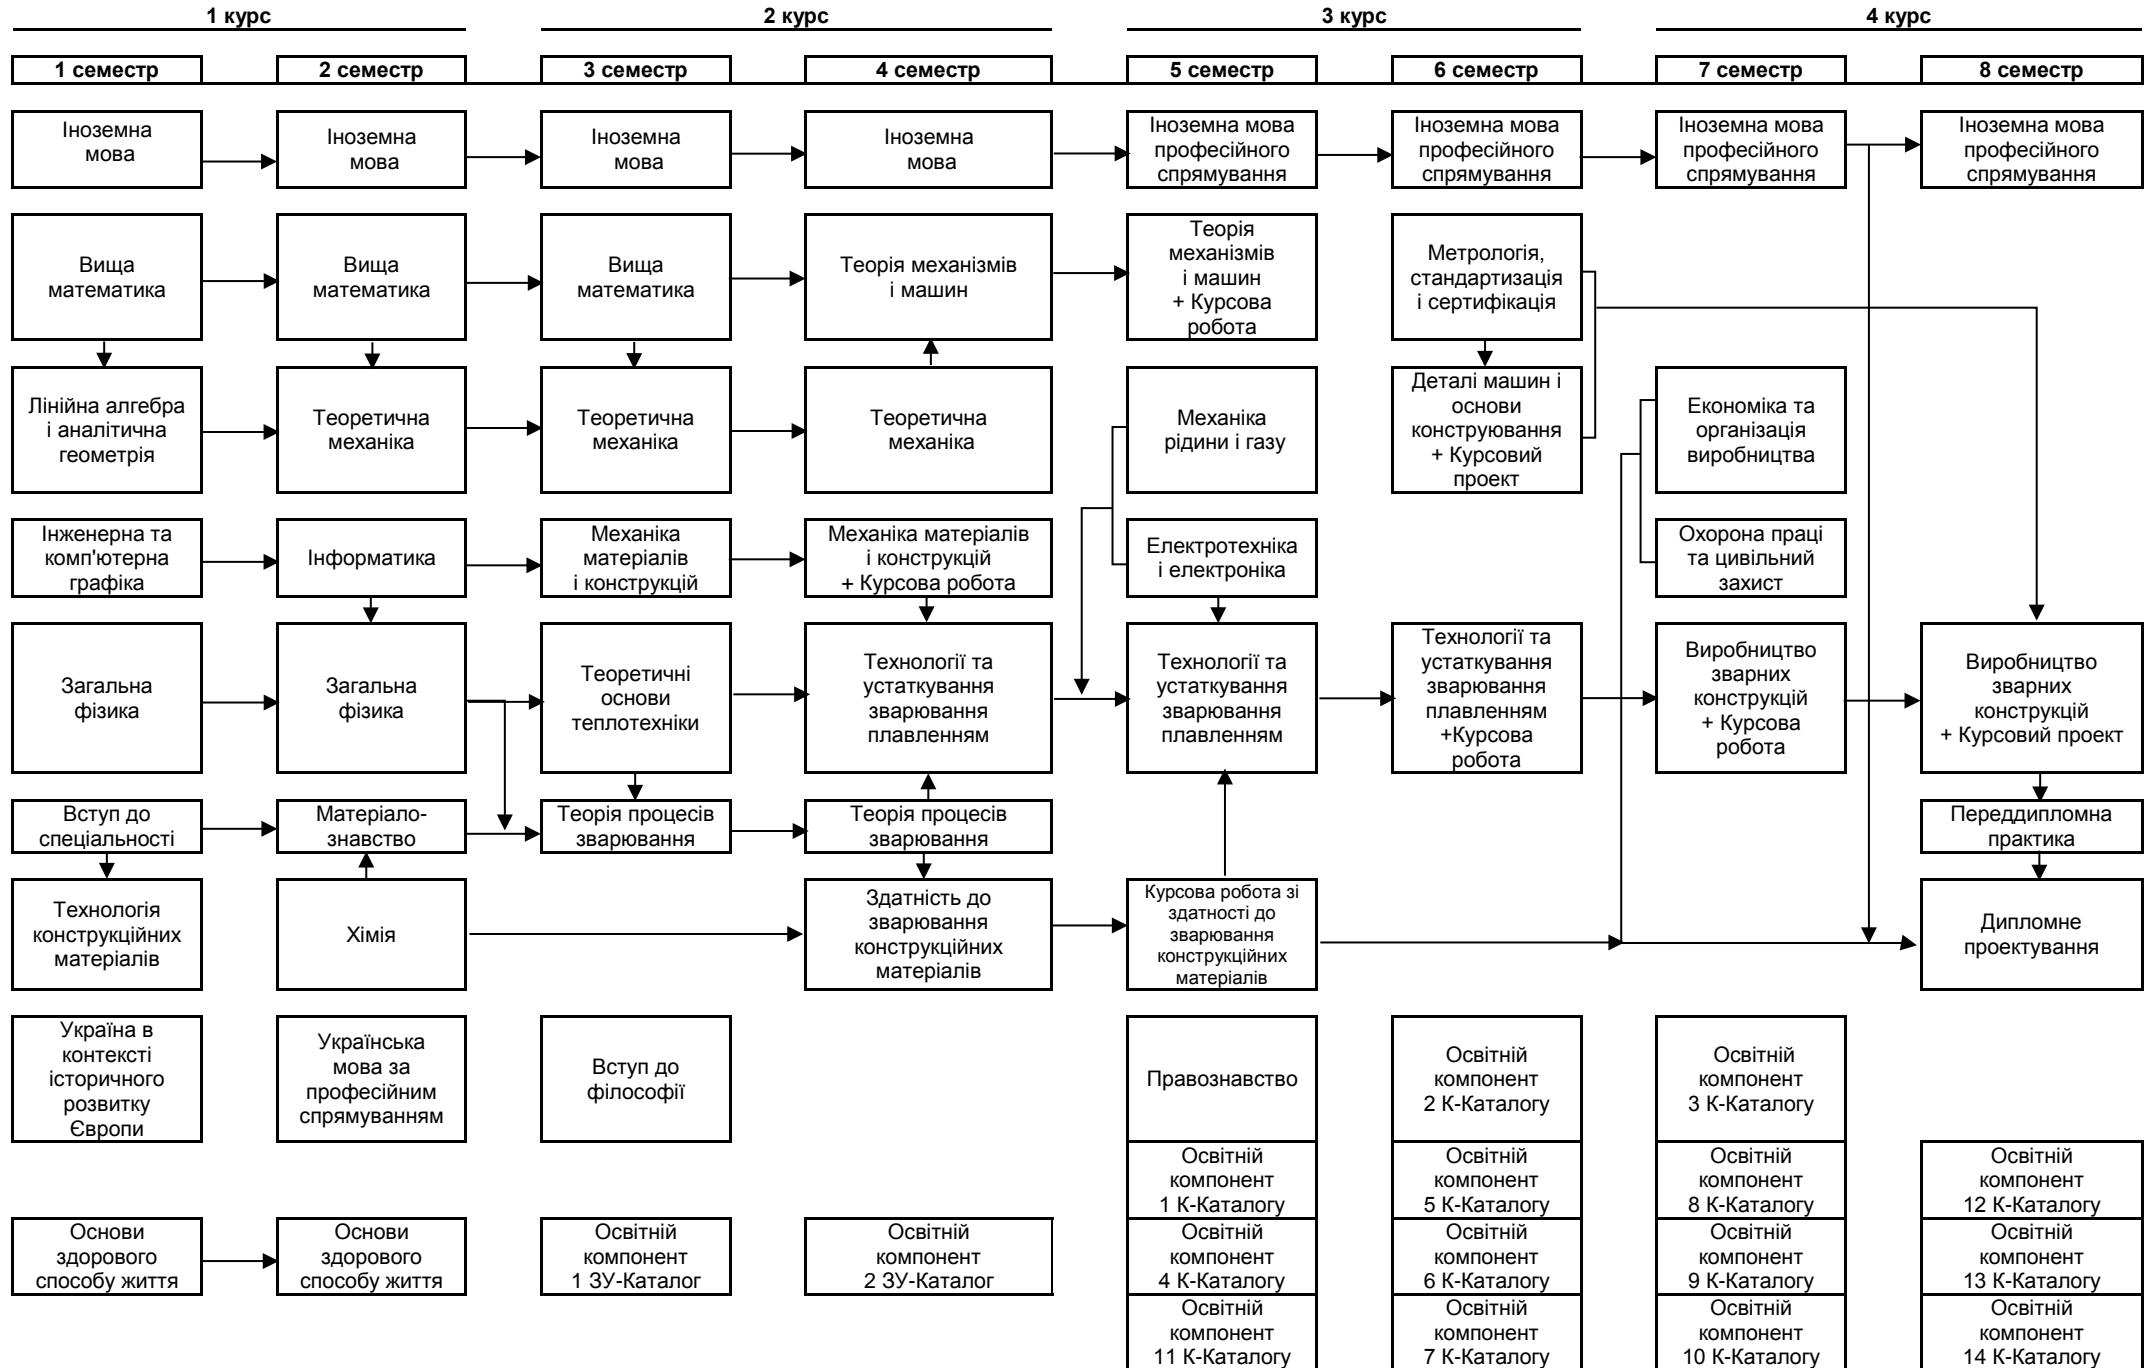 1 курс
2 курс
3 курс
4 курс
1 семестр
2 семестр
3 семестр
4 семестр
5 семестр
6 семестр
7 семестр
8 семестр
Іноземна
мова
Іноземна
мова
Іноземна
мова
Іноземна
мова
Іноземна мова
професійного
спрямування
Іноземна мова
професійного
спрямування
Іноземна мова
професійного
спрямування
Іноземна мова
професійного
спрямування
Вища
математика
Вища
математика
Вища
математика
Теорія механізмів
і машин
Теорія
механізмів
і машин
+ Курсова
робота
Метрологія,
стандартизація
і сертифікація
Лінійна алгебра
і аналітична
геометрія
Теоретична
механіка
Теоретична
механіка
Теоретична
механіка
Механіка
рідини і газу
Деталі машин і
основи
конструювання
+ Курсовий
проект
Економіка та
організація
виробництва
Інженерна та
комп'ютерна
графіка
Інформатика
Механіка
матеріалів
і конструкцій
Механіка матеріалів
і конструкцій
+ Курсова робота
Електротехніка
і електроніка
Охорона праці
та цивільний
захист
Загальна
фізика
Загальна
фізика
Теоретичні
основи
теплотехніки
Технології та
устаткування
зварювання
плавленням
Технології та
устаткування
зварювання
плавленням
Технології та
устаткування
зварювання
плавленням
+Курсова
робота
Виробництво
зварних
конструкцій
+ Курсова
робота
Виробництво
зварних
конструкцій
+ Курсовий проект
Вступ до
спеціальності
Матеріало-
знавство
Теорія процесів
зварювання
Теорія процесів
зварювання
Переддипломна
практика
Технологія
конструкційних
матеріалів
Хімія
Здатність до
зварювання
конструкційних
матеріалів
Курсова робота зі
здатності до
зварювання
конструкційних
матеріалів
Дипломне
проектування
Україна в
контексті
історичного
розвитку
Європи
Українська
мова за
професійним
спрямуванням
Вступ до
філософії
Правознавство
Освітній
компонент
2 К-Каталогу
Освітній
компонент
3 К-Каталогу
Освітній
компонент
1 К-Каталогу
Освітній
компонент
5 К-Каталогу
Освітній
компонент
8 К-Каталогу
Освітній
компонент
12 К-Каталогу
Основи
здорового
способу життя
Основи
здорового
способу життя
Освітній
компонент
1 ЗУ-Каталог
Освітній
компонент
2 ЗУ-Каталог
Освітній
компонент
4 К-Каталогу
Освітній
компонент
6 К-Каталогу
Освітній
компонент
9 К-Каталогу
Освітній
компонент
13 К-Каталогу
Освітній
компонент
11 К-Каталогу
Освітній
компонент
7 К-Каталогу
Освітній
компонент
10 К-Каталогу
Освітній
компонент
14 К-Каталогу